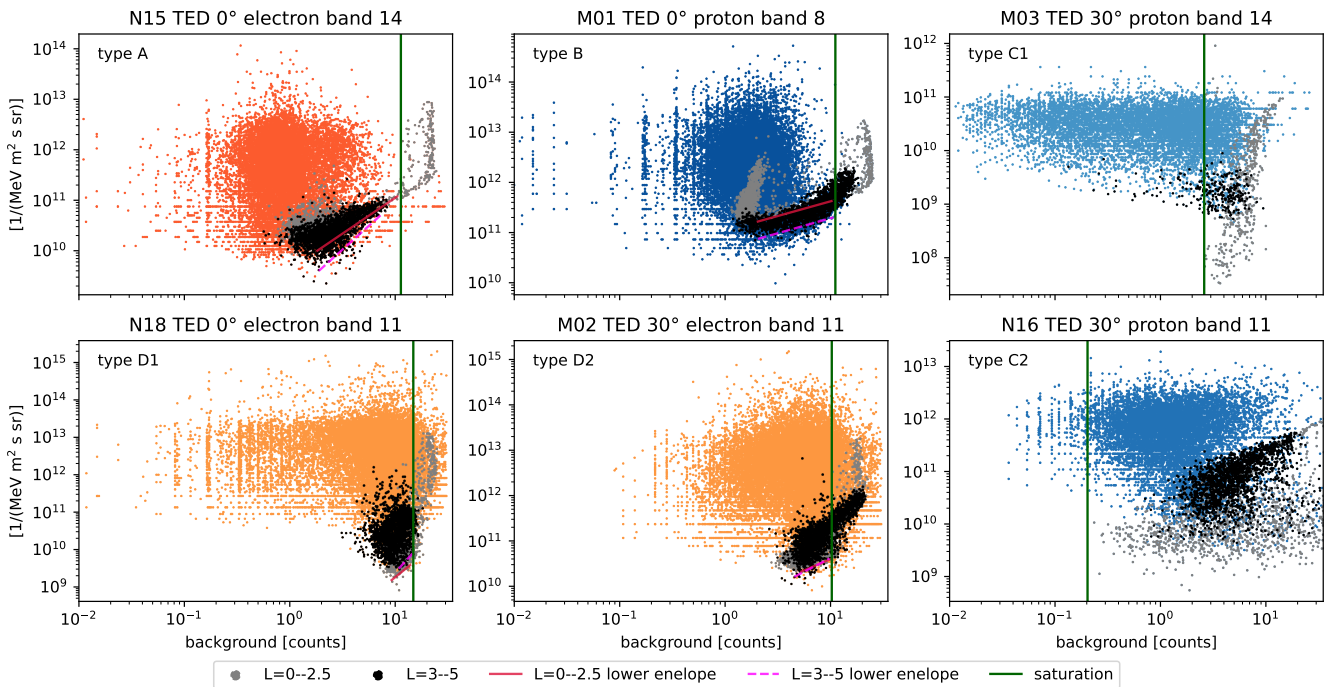 N15 TED 0° electron band 14
M01 TED 0° proton band 8
M03 TED 30° proton band 14
type A
type B
type C1
10^14
10^13
10^12
10^11
10^10
10^14
10^13
10^12
10^11
10^10
10^12
10^11
10^10
10^9
10^8
[1/(MeV m² s sr)]
N18 TED 0° electron band 11
M02 TED 30° electron band 11
N16 TED 30° proton band 11
type D1
type D2
type C2
10^15
10^14
10^13
10^12
10^11
10^10
10^9
10^15
10^14
10^13
10^12
10^11
10^10
10^13
10^12
10^11
10^10
10^9
[1/(MeV m² s sr)]
10^−2 10^−1 10^0 10^1
10^−2 10^−1 10^0 10^1
10^−2 10^−1 10^0 10^1
background [counts]
background [counts]
background [counts]
L=0--2.5
L=3--5
L=0--2.5 lower enelope
L=3--5 lower enelope
saturation